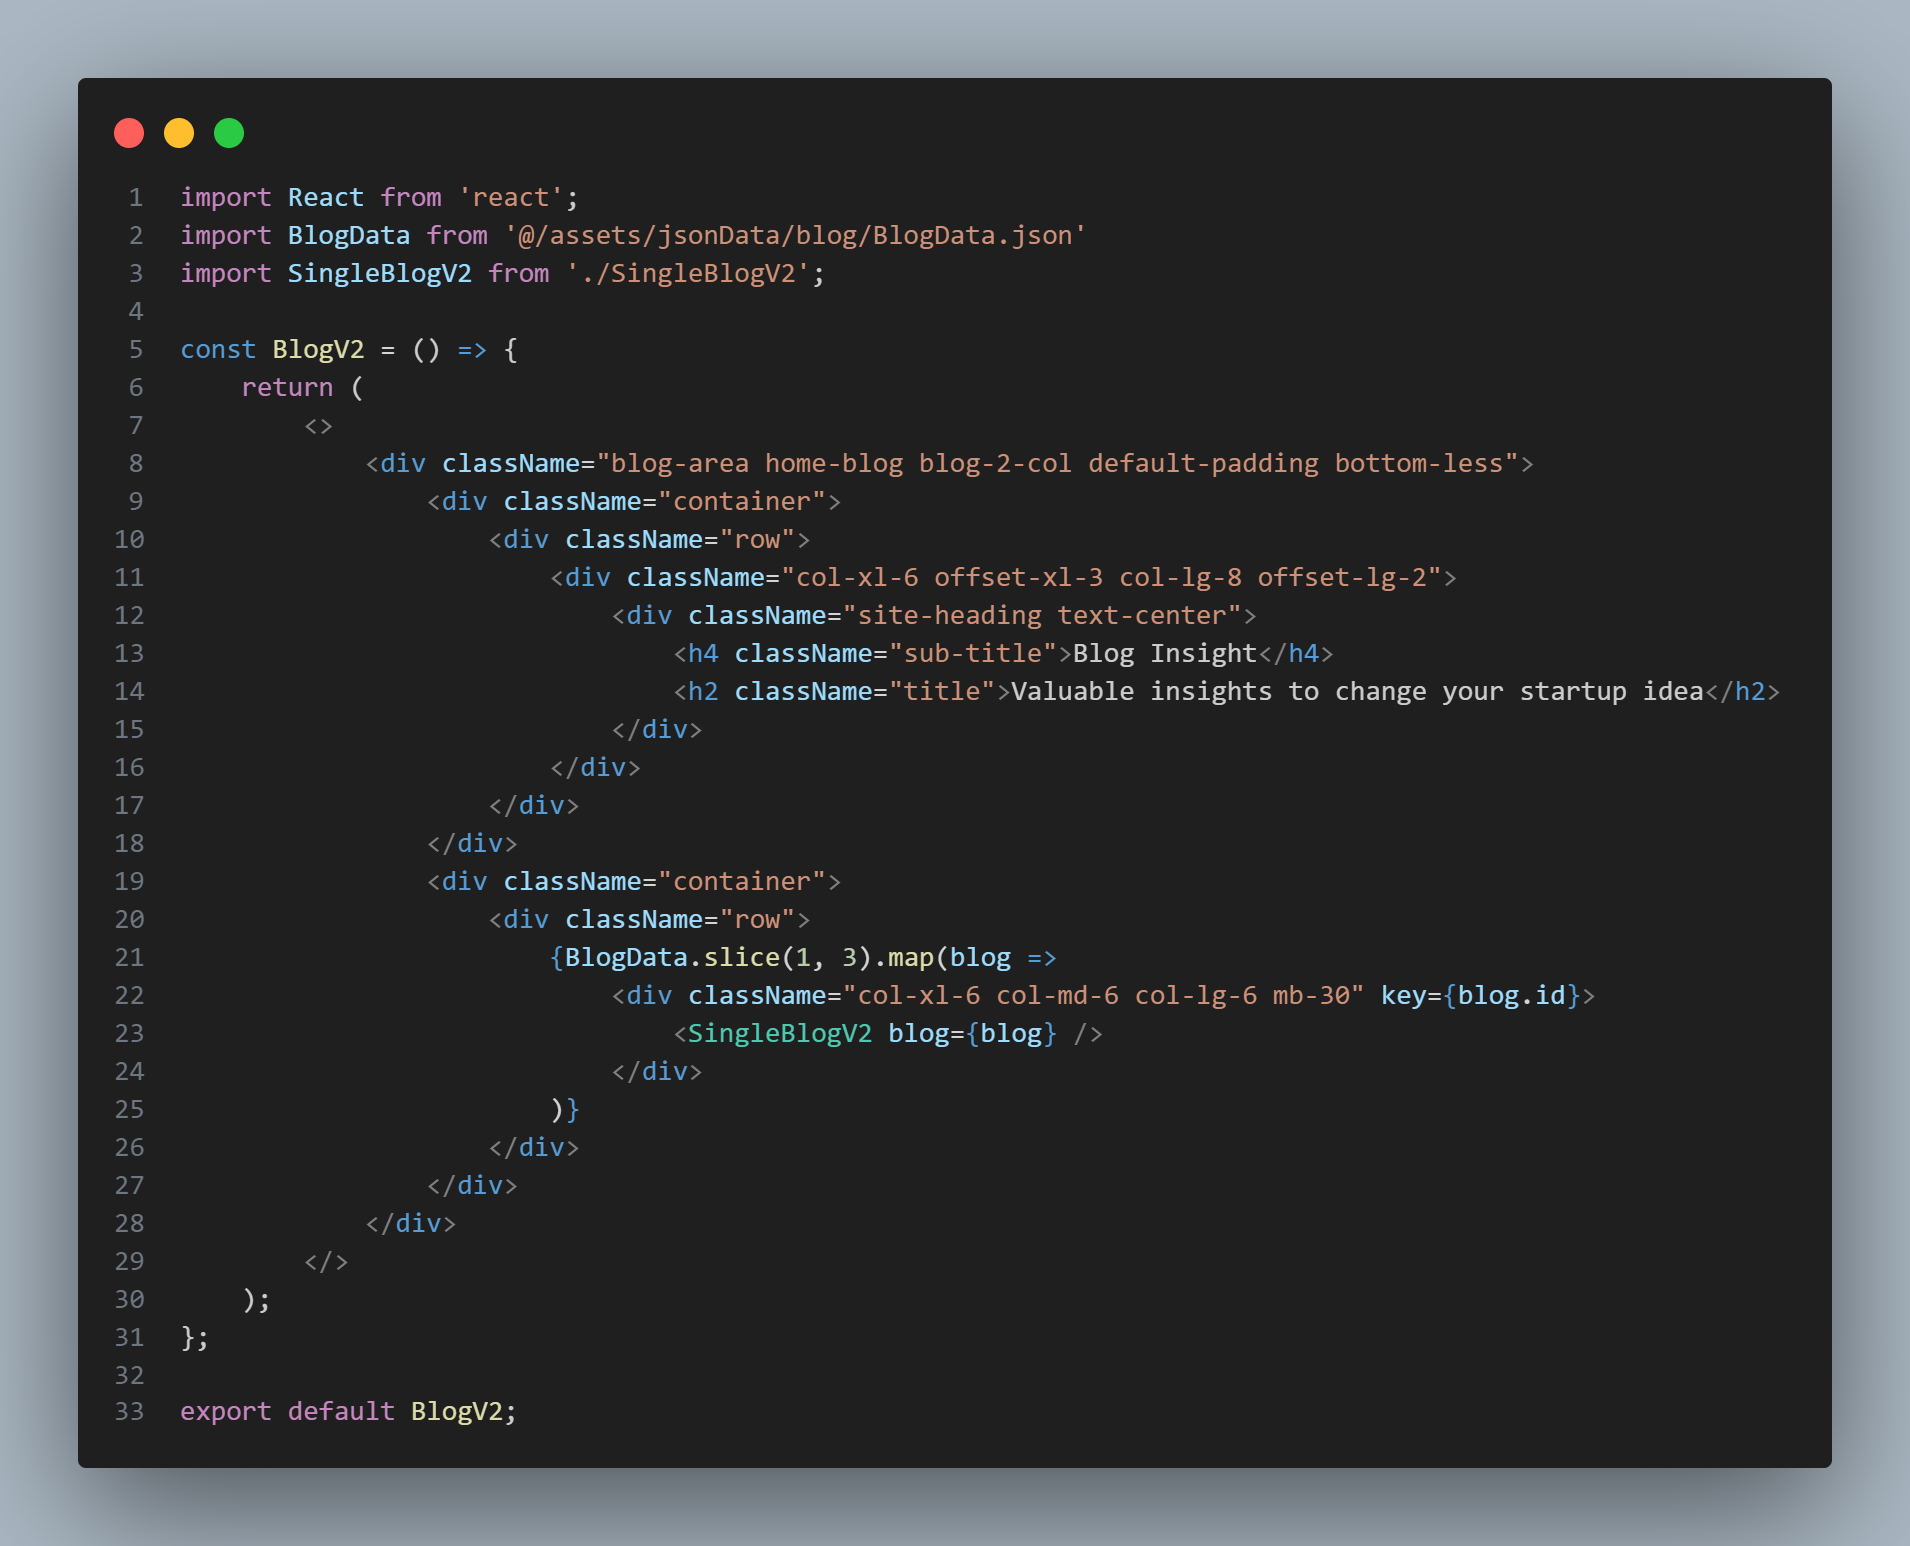 1 import React from 'react';
2 import BlogData from '@/assets/jsonData/blog/BlogData.json'
3 import SingleBlogV2 from './SingleBlogV2';
4
5 const BlogV2 = () => {
6     return (
7         <>
8             <div className="blog-area home-blog blog-2-col default-padding bottom-less">
9                 <div className="container">
10                     <div className="row">
11                         <div className="col-xl-6 offset-xl-3 col-lg-8 offset-lg-2">
12                             <div className="site-heading text-center">
13                                 <h4 className="sub-title">Blog Insight</h4>
14                                 <h2 className="title">Valuable insights to change your startup idea</h2>
15                             </div>
16                         </div>
17                     </div>
18                 </div>
19                 <div className="container">
20                     <div className="row">
21                         {BlogData.slice(1, 3).map(blog =>
22                             <div className="col-xl-6 col-md-6 col-lg-6 mb-30" key={blog.id}>
23                                 <SingleBlogV2 blog={blog} />
24                             </div>
25                         )}
26                     </div>
27                 </div>
28             </div>
29         </>
30     );
31 };
32
33 export default BlogV2;